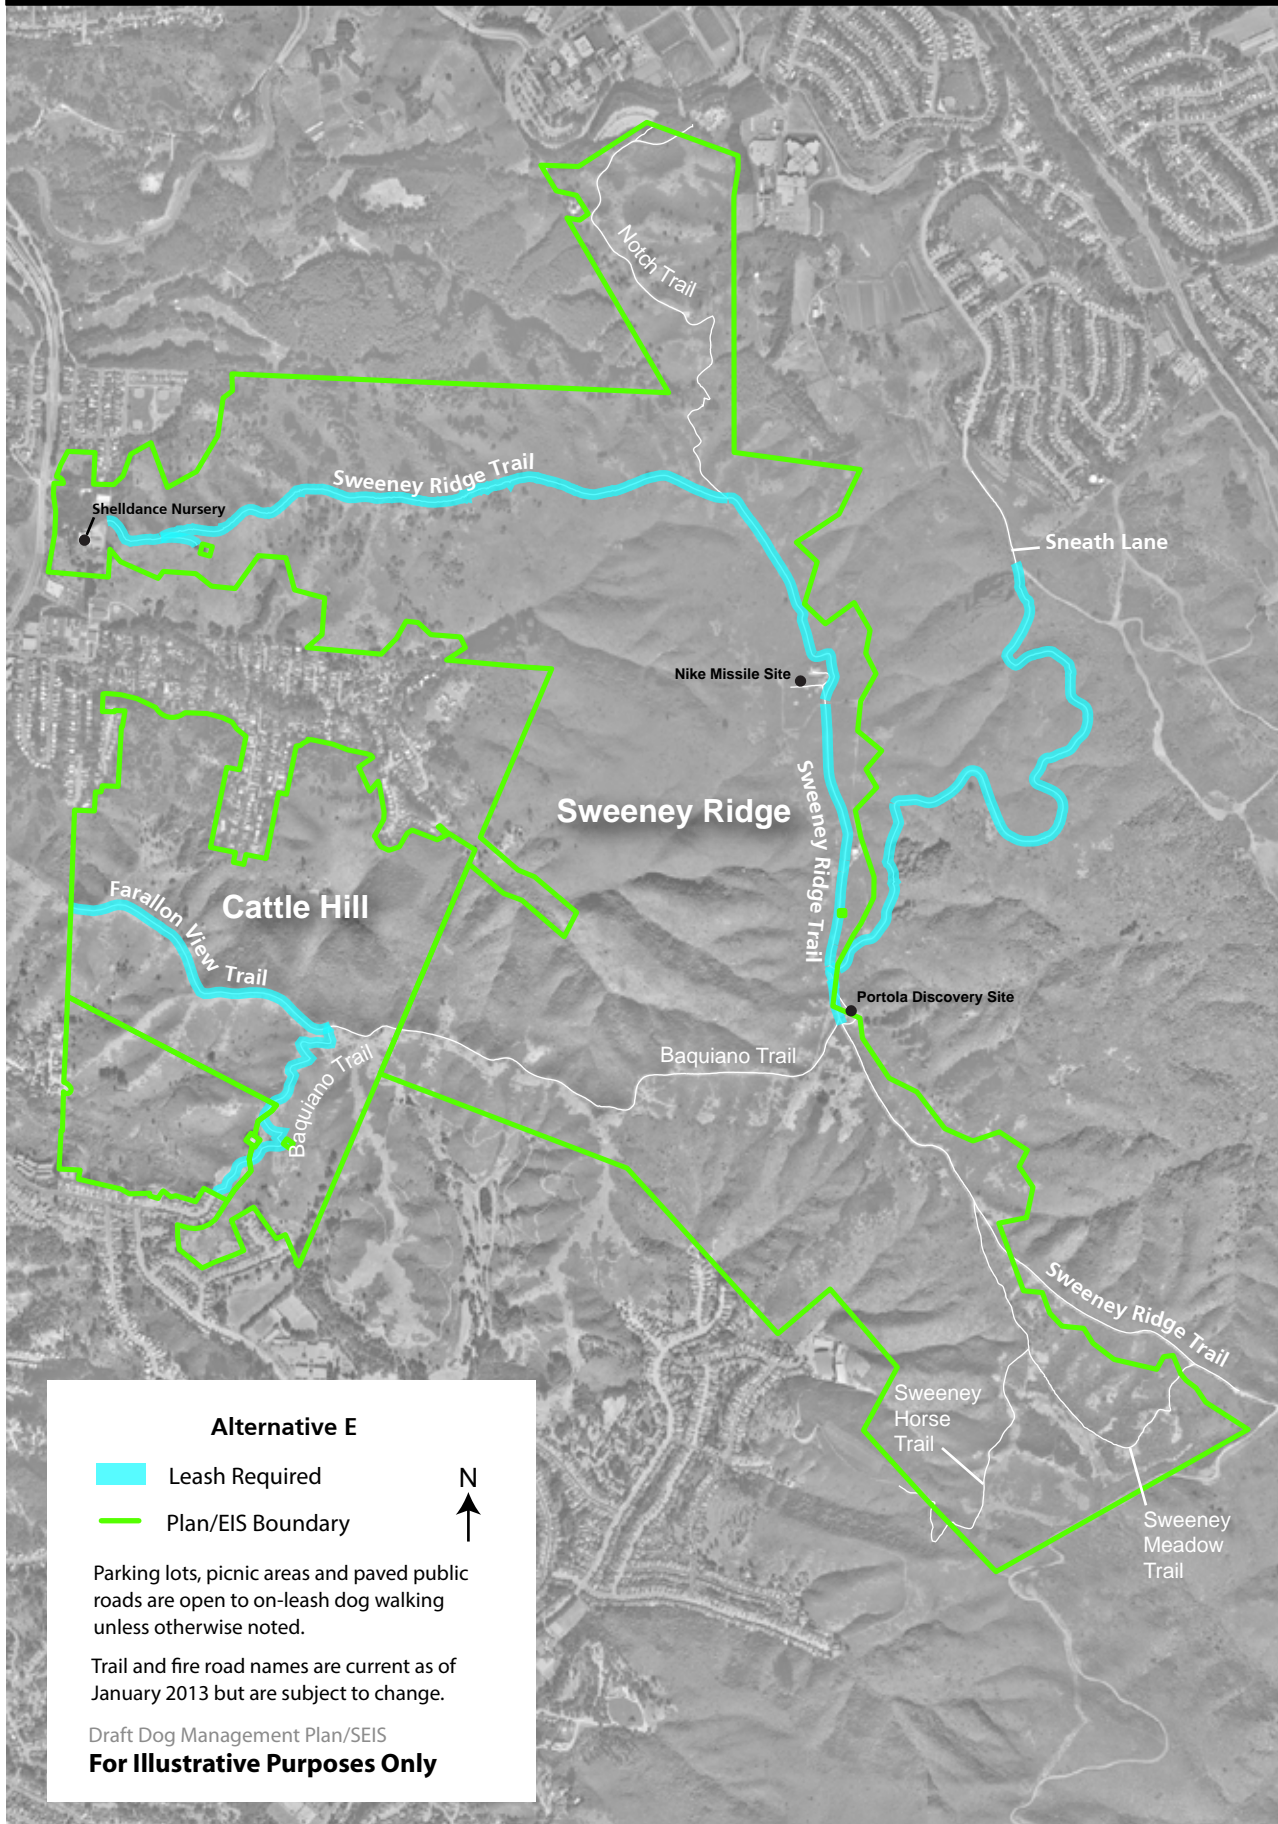 Notch Trail
Sweeney Ridge Trail
Shelldance Nursery
Sneath Lane
Nike Missile Site
Sweeney Ridge Trail
Sweeney Ridge
Cattle Hill
Farallon View Trail
Portola Discovery Site
Baquiano Trail
Baquiano Trail
Sweeney Ridge Trail
Sweeney
Horse
Trail
Sweeney
Meadow
Trail
Alternative E
Leash Required
N
Plan/EIS Boundary
Parking lots, picnic areas and paved public
roads are open to on-leash dog walking
unless otherwise noted.
Trail and fire road names are current as of
January 2013 but are subject to change.
Draft Dog Management Plan/SEIS
For Illustrative Purposes Only